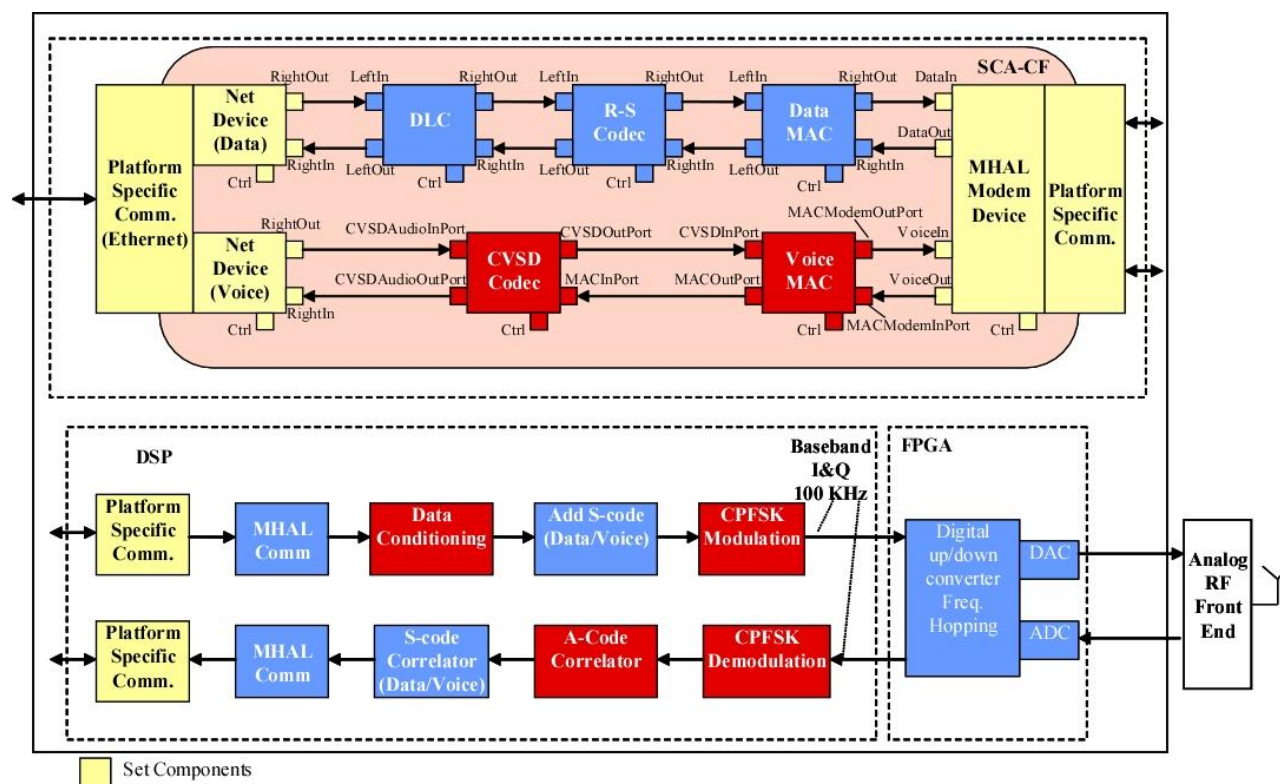 SCA-CF
RightOut
LeftIn
RightOut
LeftIn
RightOut
LeftIn
RightOut
DataIn
Net
Device
(Data)
DLC
R-S
Codec
Data
MAC
DataOut
RightIn
LeftOut
RightIn
LeftOut
RightIn
LeftOut
RightIn
Ctrl
Ctrl
Ctrl
Ctrl
Platform
Specific
Comm.
(Ethernet)
MHAL
Modem
Device
Platform
Specific
Comm.
RightOut
CVSDAudioInPort
CVSDOutPort
CVSDInPort
MACModemOutPort
VoiceIn
Net
Device
(Voice)
CVSD
Codec
Voice
MAC
CVSDAudioOutPort
MACInPort
MACOutPort
VoiceOut
RightIn
MACModemInPort
Ctrl
Ctrl
Ctrl
Ctrl
DSP
Baseband
I&Q
100 KHz
FPGA
Platform
Specific
Comm.
MHAL
Comm
Data
Conditioning
Add S-code
(Data/Voice)
CPFSK
Modulation
Digital
up/down
converter
Freq.
Hopping
DAC
ADC
Analog
RF
Front
End
Platform
Specific
Comm.
MHAL
Comm
S-code
Correlator
(Data/Voice)
A-Code
Correlator
CPFSK
Demodulation
Set Components